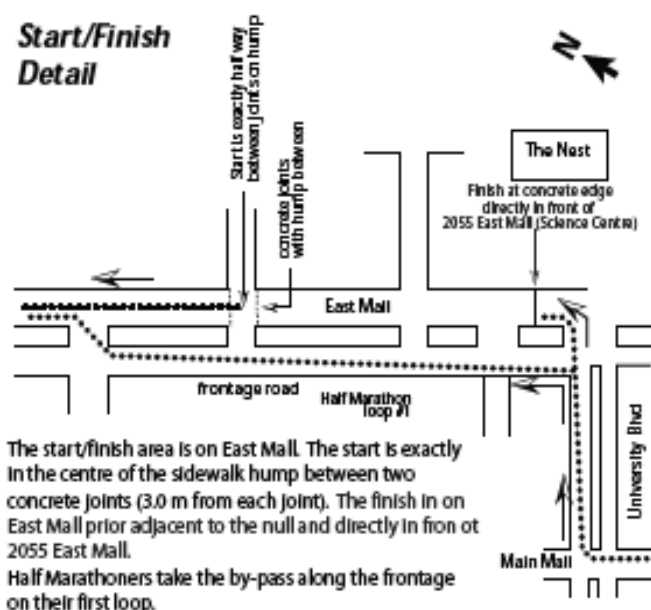 Start/Finish
Detail
N
Start is exactly half way
between joints on hump
concrete joints
with hump between
The Nest
Finish at concrete edge
directly in front of
2055 East Mall (Science Centre)
East Mall
frontage road
Half Marathon
loop #1
University Blvd
Main Mall
The start/finish area is on East Mall. The start is exactly
in the centre of the sidewalk hump between two
concrete joints (3.0 m from each joint). The finish in on
East Mall prior adjacent to the null and directly in fron ot
2055 East Mall.
Half Marathoners take the by-pass along the frontage
on their first loop.